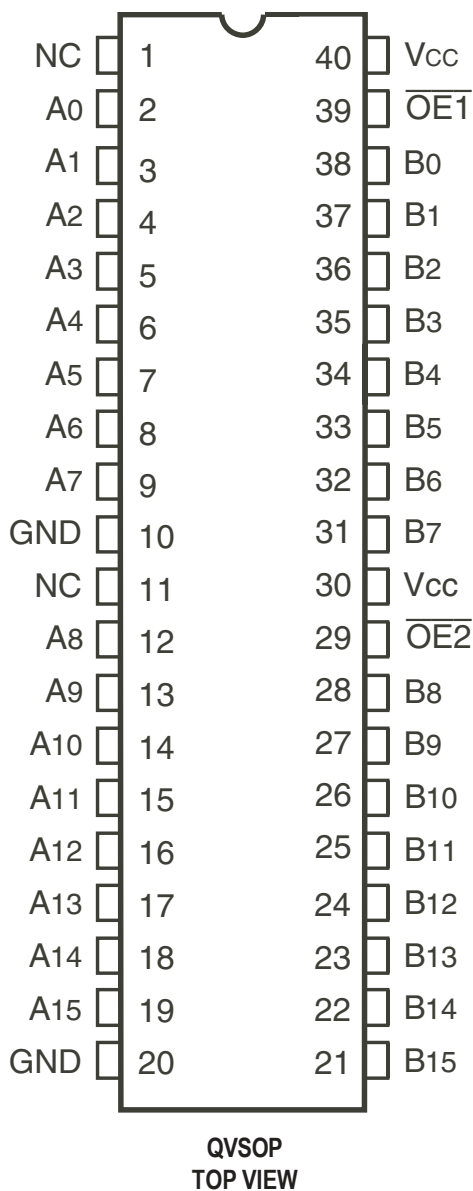 NC 1 40 Vcc
A0 2 39 OE1
A1 3 38 B0
A2 4 37 B1
A3 5 36 B2
A4 6 35 B3
A5 7 34 B4
A6 8 33 B5
A7 9 32 B6
GND 10 31 B7
NC 11 30 Vcc
A8 12 29 OE2
A9 13 28 B8
A10 14 27 B9
A11 15 26 B10
A12 16 25 B11
A13 17 24 B12
A14 18 23 B13
A15 19 22 B14
GND 20 21 B15
QVSOP
TOP VIEW